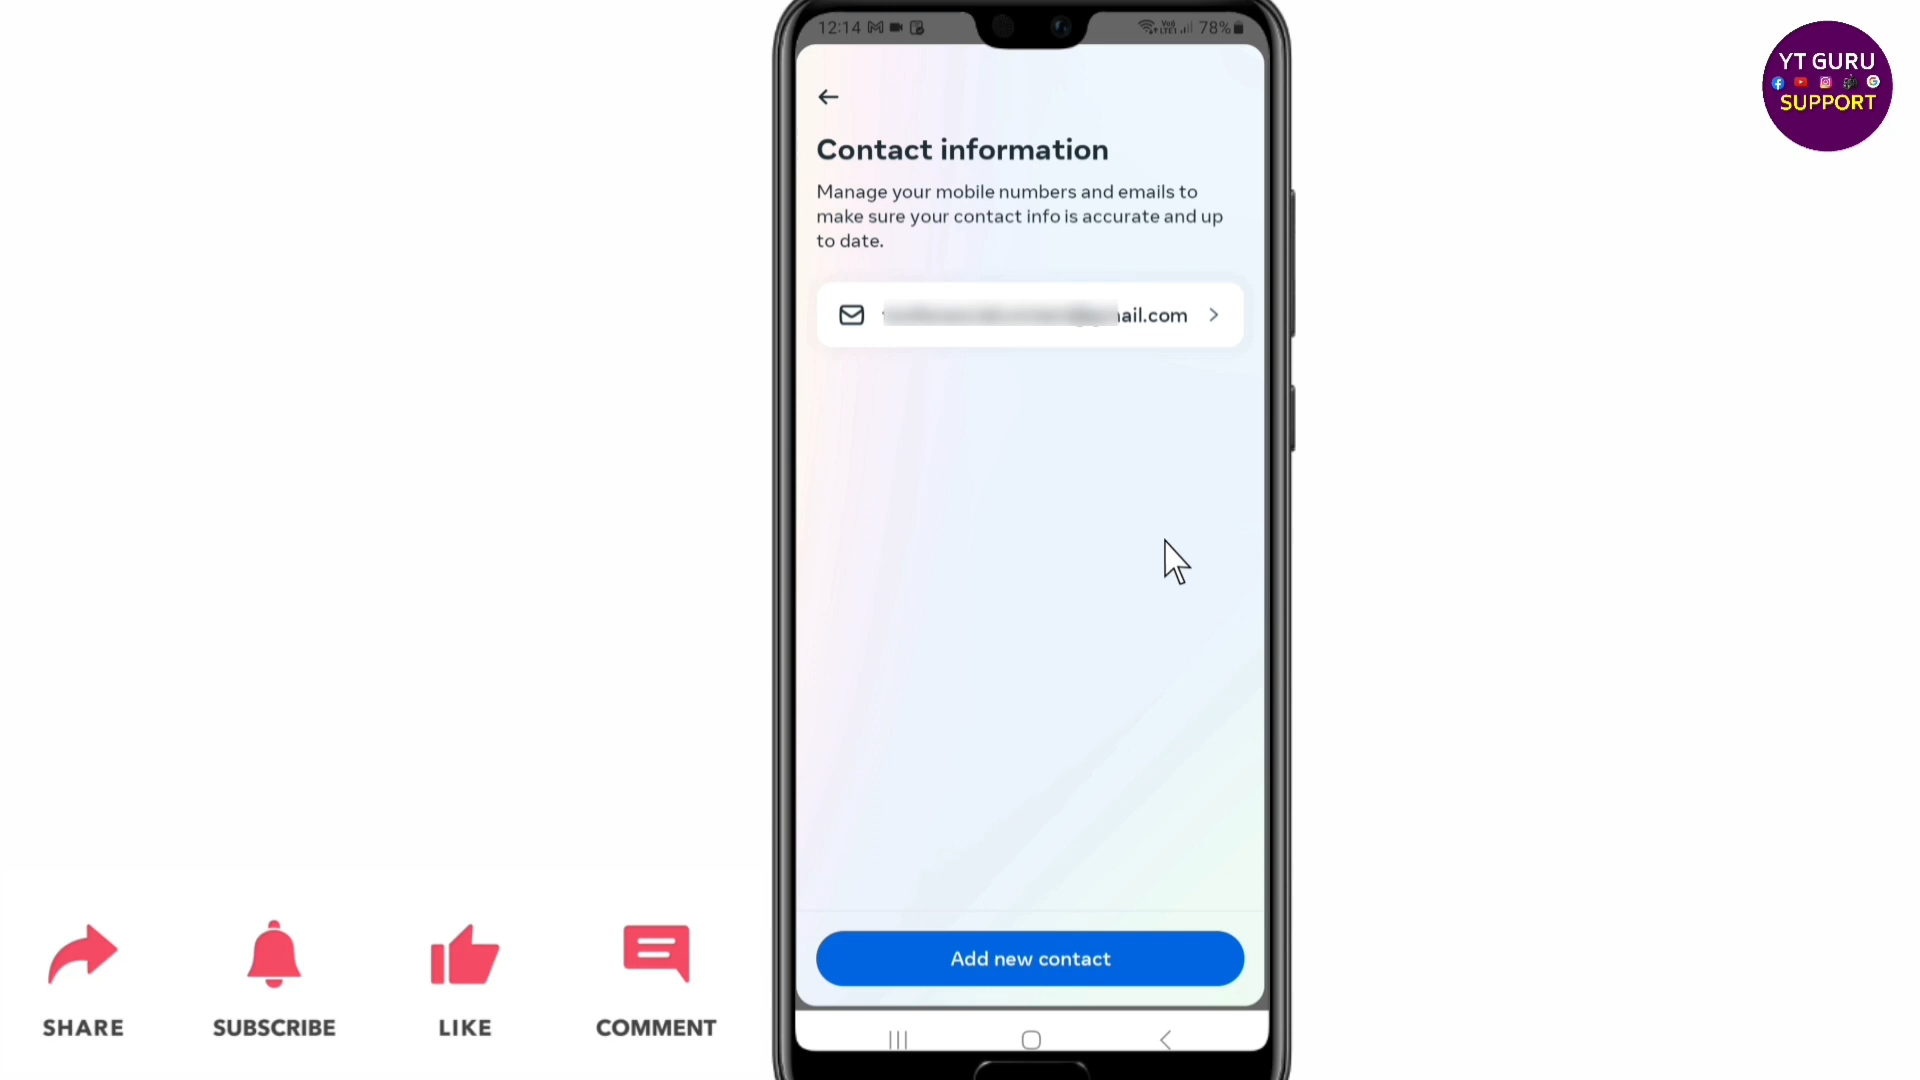 12:14
78%
YT GURU
SUPPORT
Contact information
Manage your mobile numbers and emails to
make sure your contact info is accurate and up
to date.
ail.com
Add new contact
SHARE
SUBSCRIBE
LIKE
COMMENT